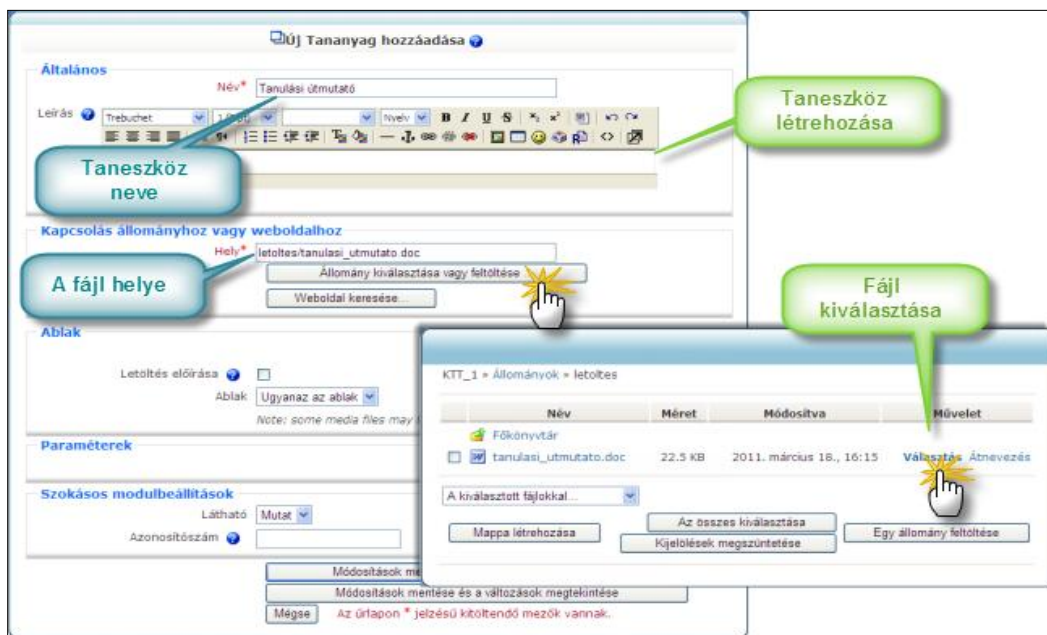 Új Tananyag hozzáadása
Általános
Név* Tanulási útmutató
Leírás Trebuchet Nyelv B I U S
Taneszköz
létrehozása
Taneszköz
neve
Kapcsolás állományhoz vagy weboldalhoz
Hely* letoltes/tanulasi_utmutato.doc
A fájl helye
Állomány kiválasztása vagy feltöltése
Weboldal keresése...
Fájl
kiválasztása
Ablak
Letöltés előírása
Ablak Ugyanaz az ablak
Note: some media files may
Paraméterek
Szokásos modulbeállítások
Látható Mutat
Azonosítószám
Módosítások me
Módosítások mentése és a változások megtekintése
Mégse Az űrlapon * jelzésű kitöltendő mezők vannak.
KTT_1 » Állományok » letoltes
Név Méret Módosítva Művelet
Főkönyvtár
tanulasi_utmutato.doc 22.5 KB 2011. március 18., 16:15 Választás Átnevezés
A kiválasztott fájlokkal...
Mappa létrehozása Az összes kiválasztása Egy állomány feltöltése
Kijelölések megszüntetése